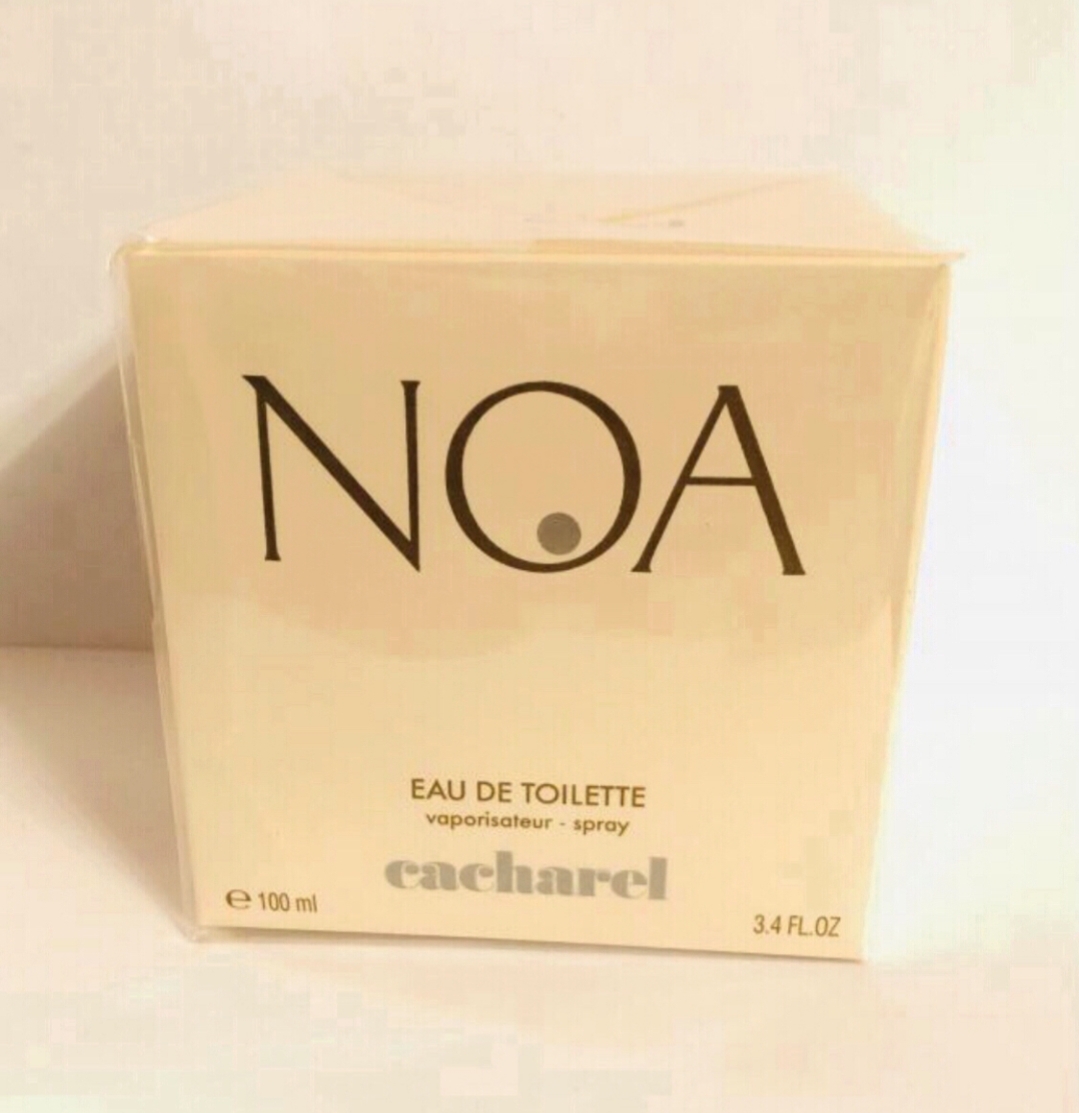 NOA
EAU DE TOILETTE
vaporisateur - spray
cacharel
℮ 100 ml
3.4 FL.OZ